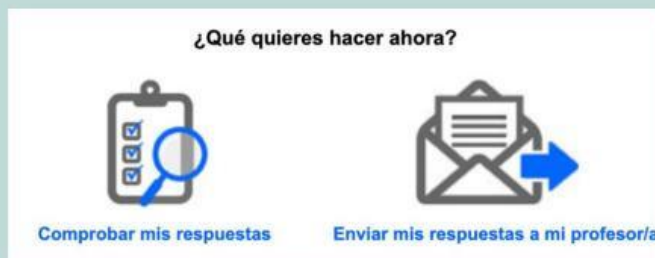 ¿Qué quieres hacer ahora?
Comprobar mis respuestas
Enviar mis respuestas a mi profesor/a